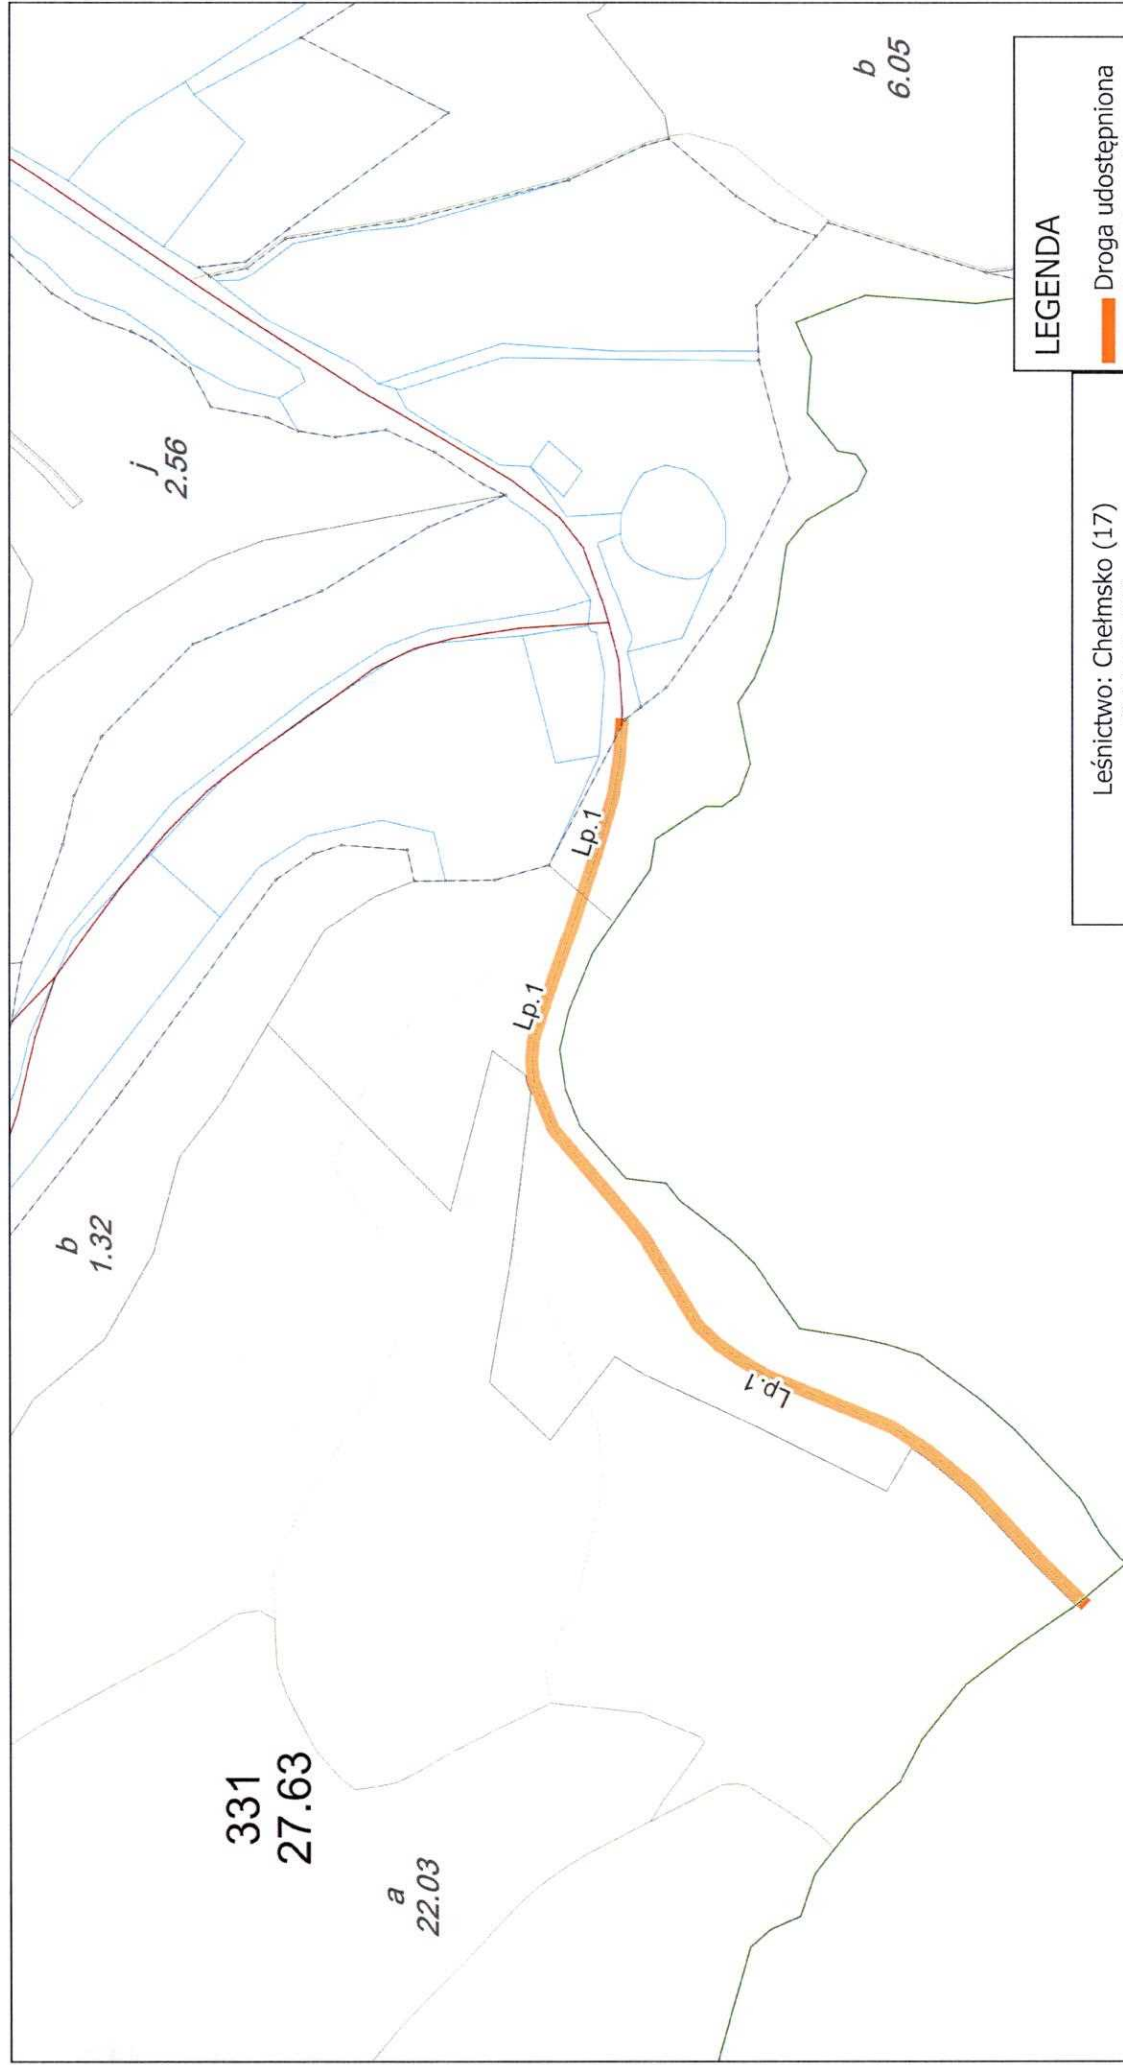 331
27.63
a
22.03
b
1.32
j
2.56
b
6.05
Lp.1
Lp.1
Lp.1
LEGENDA
Droga udostępniona
Leśnictwo: Chełmsko (17)